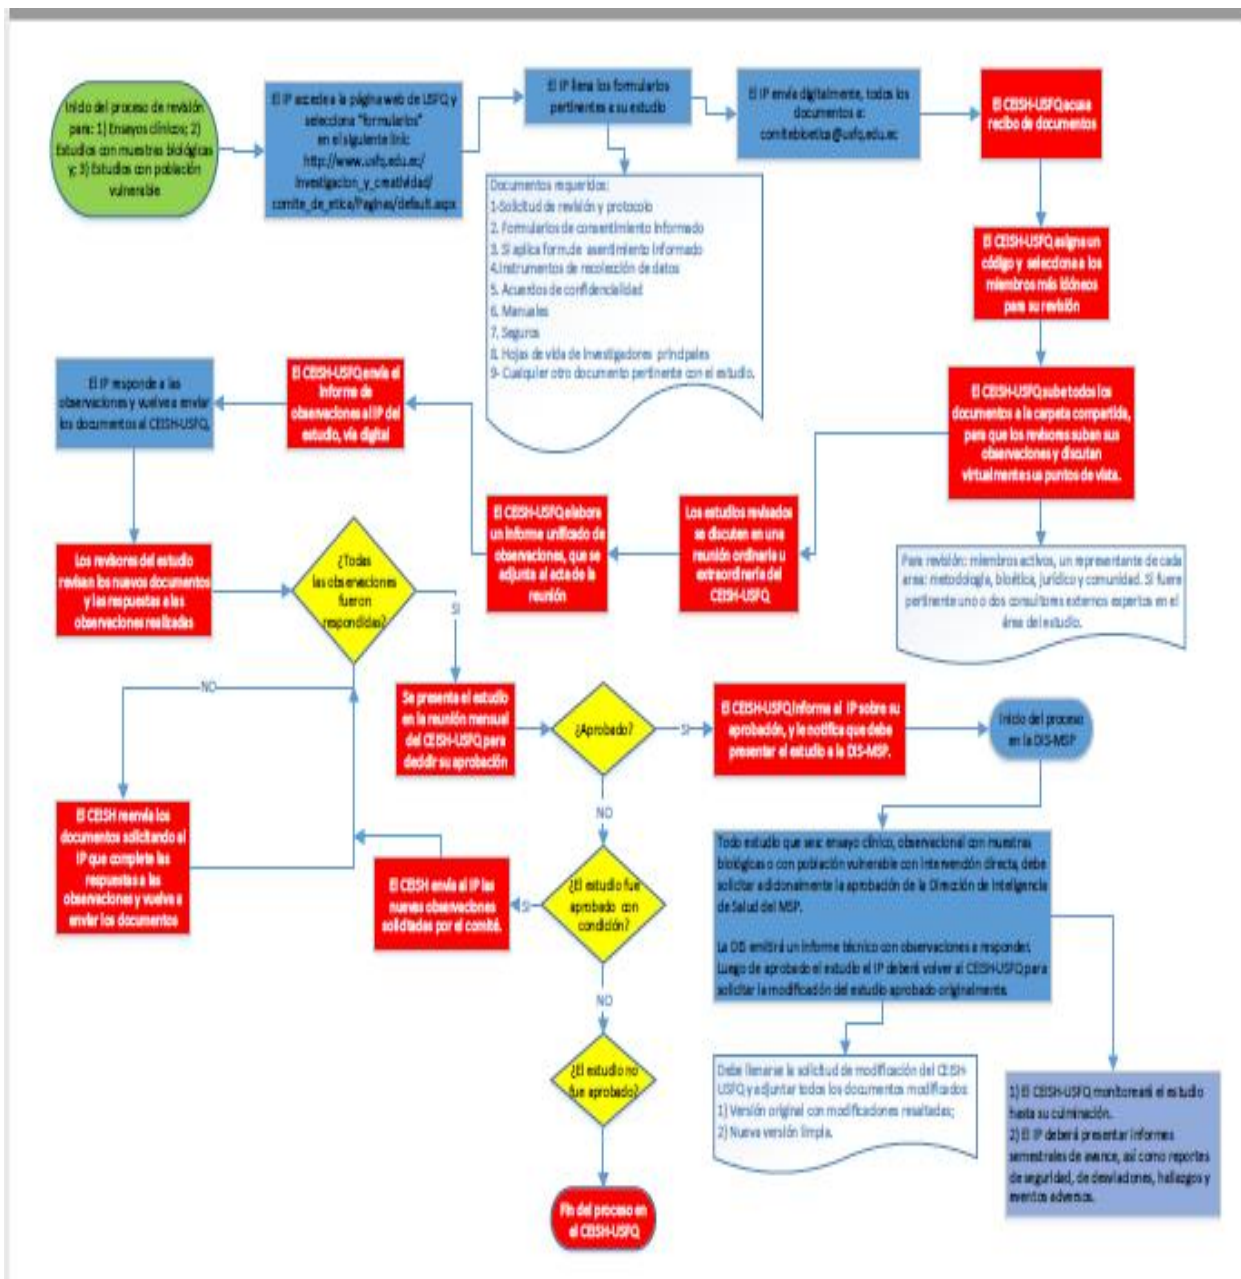 Inicio del proceso de revisión
para: 1) Ensayos clínicos; 2)
Estudios con muestras biológicas
y; 3) Estudios con población
vulnerable
El IP accede a la página web de USFQ y
selecciona "formularios"
en el siguiente link:
http://www.usfq.edu.ec/
investigacion_y_creatividad/
comite_de_etica/Paginas/default.aspx
El IP llena los formularios
pertinentes a su estudio
El IP envía digitalmente, todos los
documentos a:
comitebioetica@usfq.edu.ec
El CEISH-USFQ acusa
recibo de documentos
Documentos requeridos:
1-Solicitud de revisión y protocolo
2. Formularios de consentimiento informado
3. Si aplica form.de asentimiento informado
4.Instrumentos de recolección de datos
5. Acuerdos de confidencialidad
6. Manuales
7. Seguros
8. Hojas de vida de investigadores principales
9- Cualquier otro documento pertinente con el estudio.
El CEISH-USFQ asigna un
código y selecciona a los
miembros más idóneos
para su revisión
El CEISH-USFQ sube todos los
documentos a la carpeta compartida,
para que los revisores suban sus
observaciones y discutan
virtualmente sus puntos de vista.
Para revisión: miembros activos, un representante de cada
area: metodología, bioética, jurídico y comunidad. Si fuere
pertinente uno o dos consultores externos expertos en el
área del estudio.
Los estudios revisados
se discuten en una
reunión ordinaria u
extraordinaria del
CEISH-USFQ
El CEISH-USFQ elabora
un informe unificado de
observaciones, que se
adjunta al acta de la
reunión
El CEISH-USFQ envía el
informe de
observaciones al IP del
estudio, vía digital
El IP responde a las
observaciones y vuelve a enviar
los documentos al CEISH-USFQ.
Los revisores del estudio
revisan los nuevos documentos
y las respuestas a las
observaciones realizadas
¿Todas
las observaciones
fueron
respondidas?
SI
NO
El CEISH reenvía los
documentos solicitando al
IP que complete las
respuestas a las
observaciones y vuelva a
enviar los documentos
Se presenta el estudio
en la reunión mensual
del CEISH-USFQ para
decidir su aprobación
¿Aprobado?
SI
El CEISH-USFQ informa al IP sobre su
aprobación, y le notifica que debe
presentar el estudio a la DIS-MSP.
Inicio del proceso
en la DIS-MSP
NO
¿El estudio fue
aprobado con
condición?
SI
El CEISH envía al IP las
nuevas observaciones
solicitadas por el comité.
NO
¿El estudio no
fue aprobado?
Fin del proceso en
el CEISH-USFQ
Todo estudio que sea: ensayo clínico, observacional con muestras
biológicas o con población vulnerable con intervención directa, debe
solicitar adicionalmente la aprobación de la Dirección de Inteligencia
de Salud del MSP.
La DIS emitirá un informe técnico con observaciones a responder.
Luego de aprobado el estudio el IP deberá volver al CEISH-USFQ para
solicitar la modificación del estudio aprobado originalmente.
Debe llenarse la solicitud de modificación del CEISH-
USFQ y adjuntar todos los documentos modificados:
1) Versión original con modificaciones resaltadas;
2) Nueva versión limpia.
1) El CEISH-USFQ monitoreará el estudio
hasta su culminación.
2) El IP deberá presentar informes
semestrales de avance, así como reportes
de seguridad, de desviaciones, hallazgos y
eventos adversos.